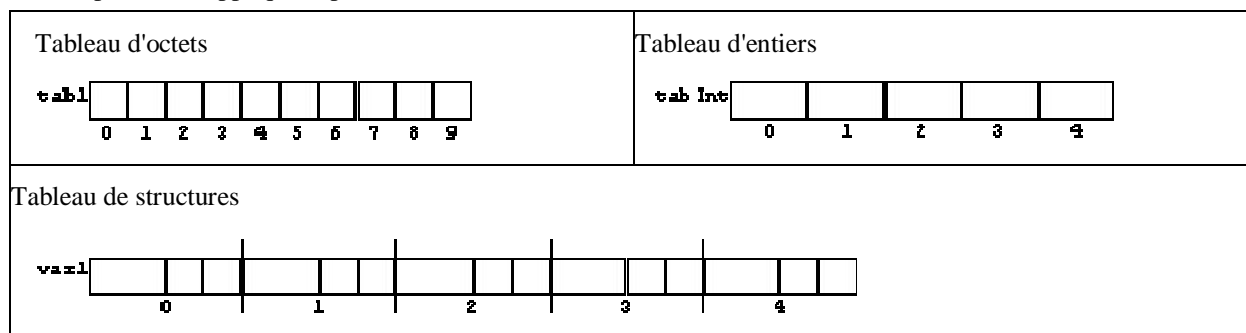 Tableau d'octets
tab1
0 1 2 3 4 5 6 7 8 9
Tableau d'entiers
tab Int
0 1 2 3 4
Tableau de structures
var1
0 1 2 3 4